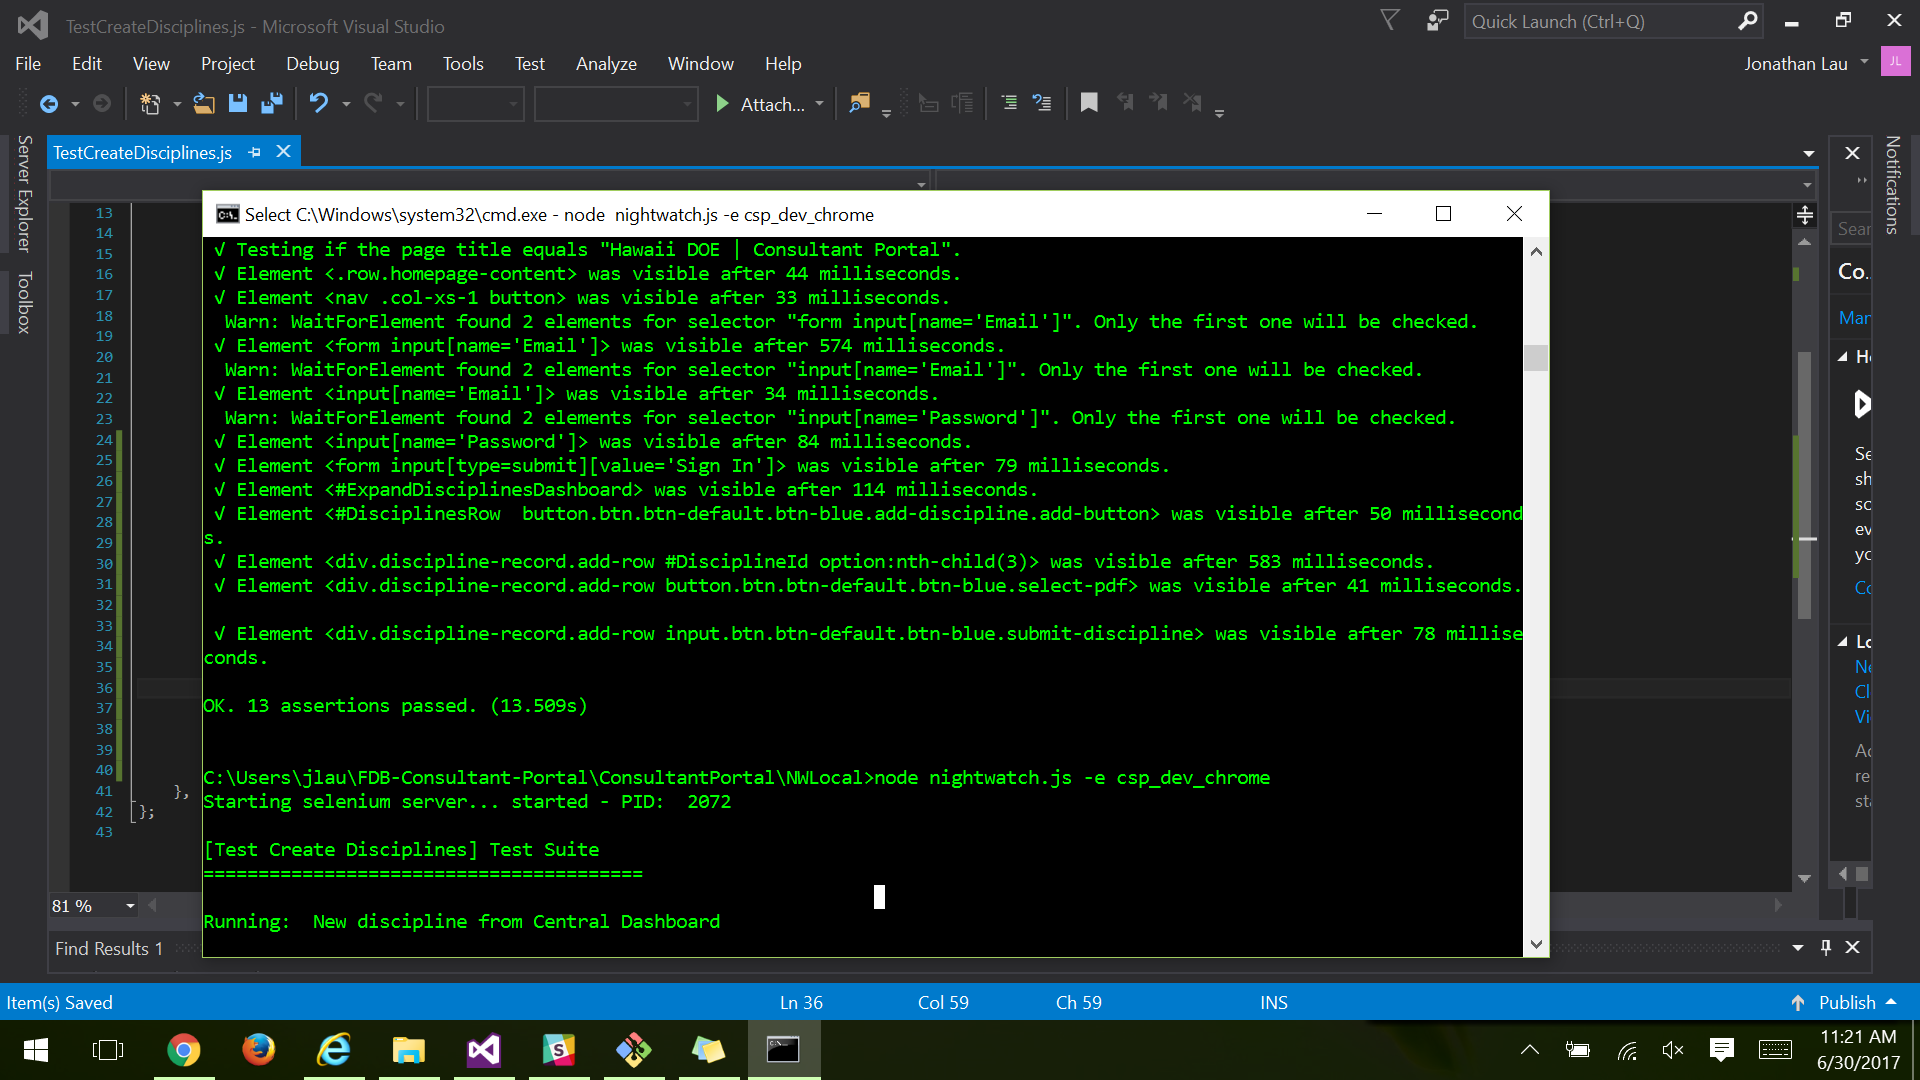 TestCreateDisciplines.js - Microsoft Visual Studio
Quick Launch (Ctrl+Q)
File Edit View Project Debug Team Tools Test Analyze Window Help
Jonathan Lau JL
Attach...
Server Explorer
Toolbox
TestCreateDisciplines.js
Notifications
Select C:\Windows\system32\cmd.exe - node  nightwatch.js -e csp_dev_chrome
√ Testing if the page title equals "Hawaii DOE | Consultant Portal".
√ Element <.row.homepage-content> was visible after 44 milliseconds.
√ Element <nav .col-xs-1 button> was visible after 33 milliseconds.
Warn: WaitForElement found 2 elements for selector "form input[name='Email']". Only the first one will be checked.
√ Element <form input[name='Email']> was visible after 574 milliseconds.
Warn: WaitForElement found 2 elements for selector "input[name='Email']". Only the first one will be checked.
√ Element <input[name='Email']> was visible after 34 milliseconds.
Warn: WaitForElement found 2 elements for selector "input[name='Password']". Only the first one will be checked.
√ Element <input[name='Password']> was visible after 84 milliseconds.
√ Element <form input[type=submit][value='Sign In']> was visible after 79 milliseconds.
√ Element <#ExpandDisciplinesDashboard> was visible after 114 milliseconds.
√ Element <#DisciplinesRow  button.btn.btn-default.btn-blue.add-discipline.add-button> was visible after 50 millisecond
s.
√ Element <div.discipline-record.add-row #DisciplineId option:nth-child(3)> was visible after 583 milliseconds.
√ Element <div.discipline-record.add-row button.btn.btn-default.btn-blue.select-pdf> was visible after 41 milliseconds.
√ Element <div.discipline-record.add-row input.btn.btn-default.btn-blue.submit-discipline> was visible after 78 millise
conds.
OK. 13 assertions passed. (13.509s)
C:\Users\jlau\FDB-Consultant-Portal\ConsultantPortal\NWLocal>node nightwatch.js -e csp_dev_chrome
Starting selenium server... started - PID:  2072
[Test Create Disciplines] Test Suite
========================================
Running:  New discipline from Central Dashboard
13
14
15
16
17
18
19
20
21
22
23
24
25
26
27
28
29
30
31
32
33
34
35
36
37
38
39
40
41 },
42 };
43
Sear
Co...
Mar
H
Se
sh
so
ev
yo
Co
Lo
Ne
Cl
Vi
Ac
re
sta
81 %
Find Results 1
Item(s) Saved Ln 36 Col 59 Ch 59 INS Publish
11:21 AM
6/30/2017